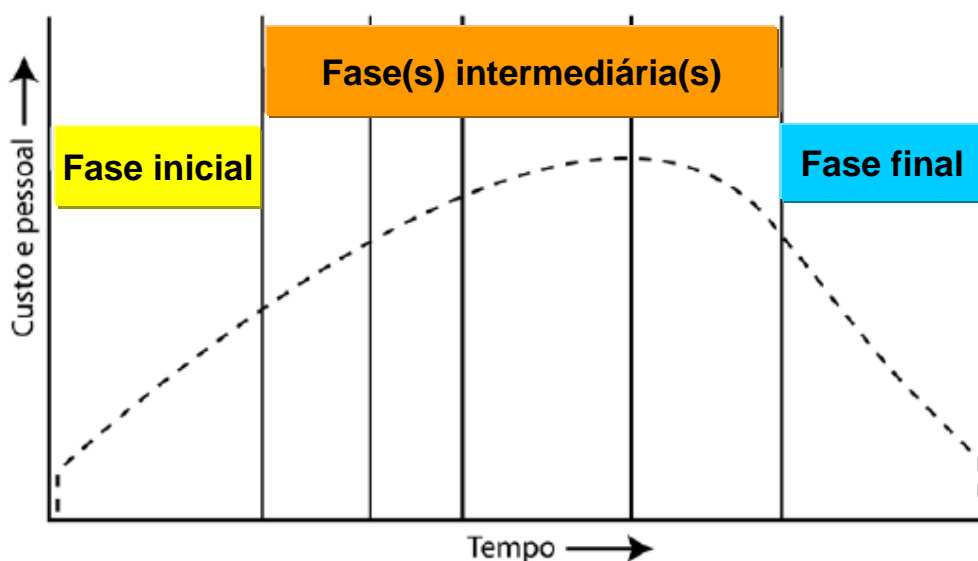 Fase(s) intermediária(s)
Fase inicial
Fase final
Custo e pessoal
Tempo